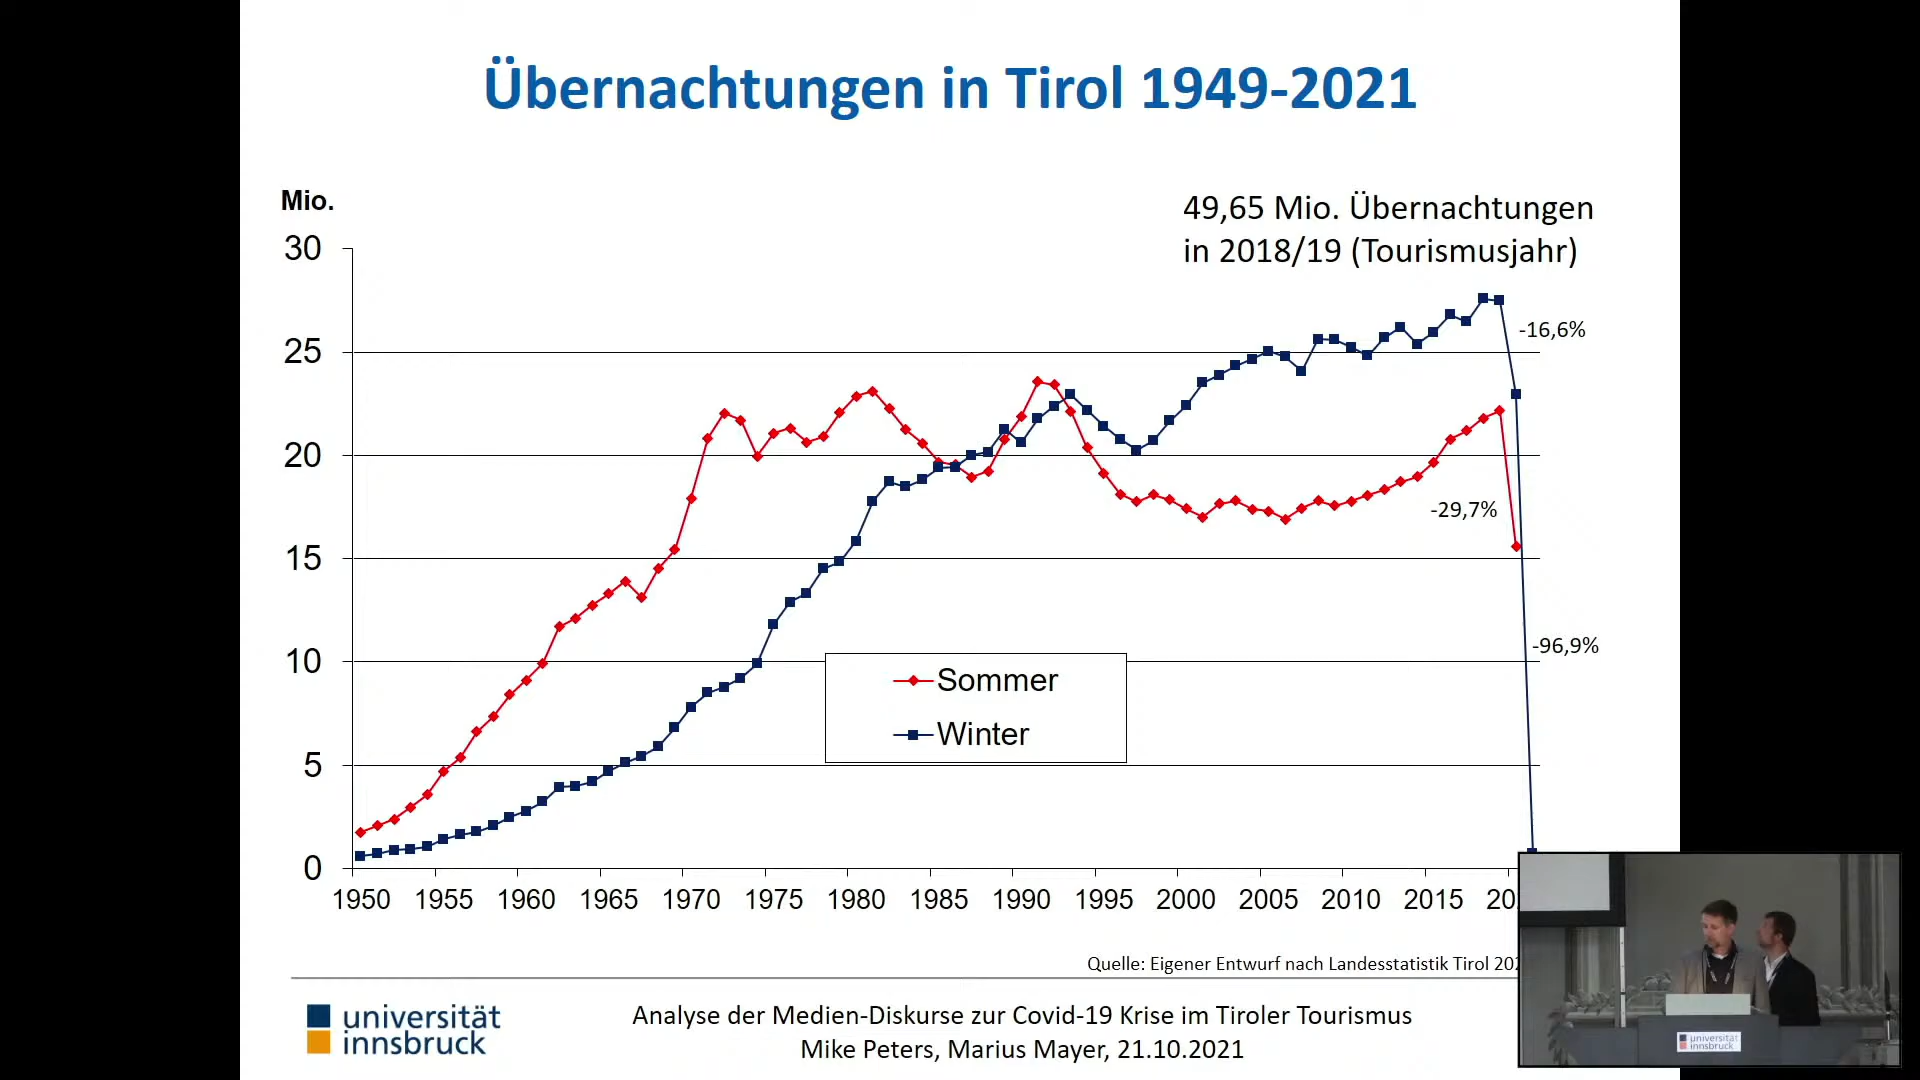 Übernachtungen in Tirol 1949-2021
Mio.
49,65 Mio. Übernachtungen
in 2018/19 (Tourismusjahr)
30
25
20
15
10
5
0
-16,6%
-29,7%
-96,9%
Sommer
Winter
1950 1955 1960 1965 1970 1975 1980 1985 1990 1995 2000 2005 2010 2015
Quelle: Eigener Entwurf nach Landesstatistik Tirol
universität
innsbruck
Analyse der Medien-Diskurse zur Covid-19 Krise im Tiroler Tourismus
Mike Peters, Marius Mayer, 21.10.2021
universität
innsbruck